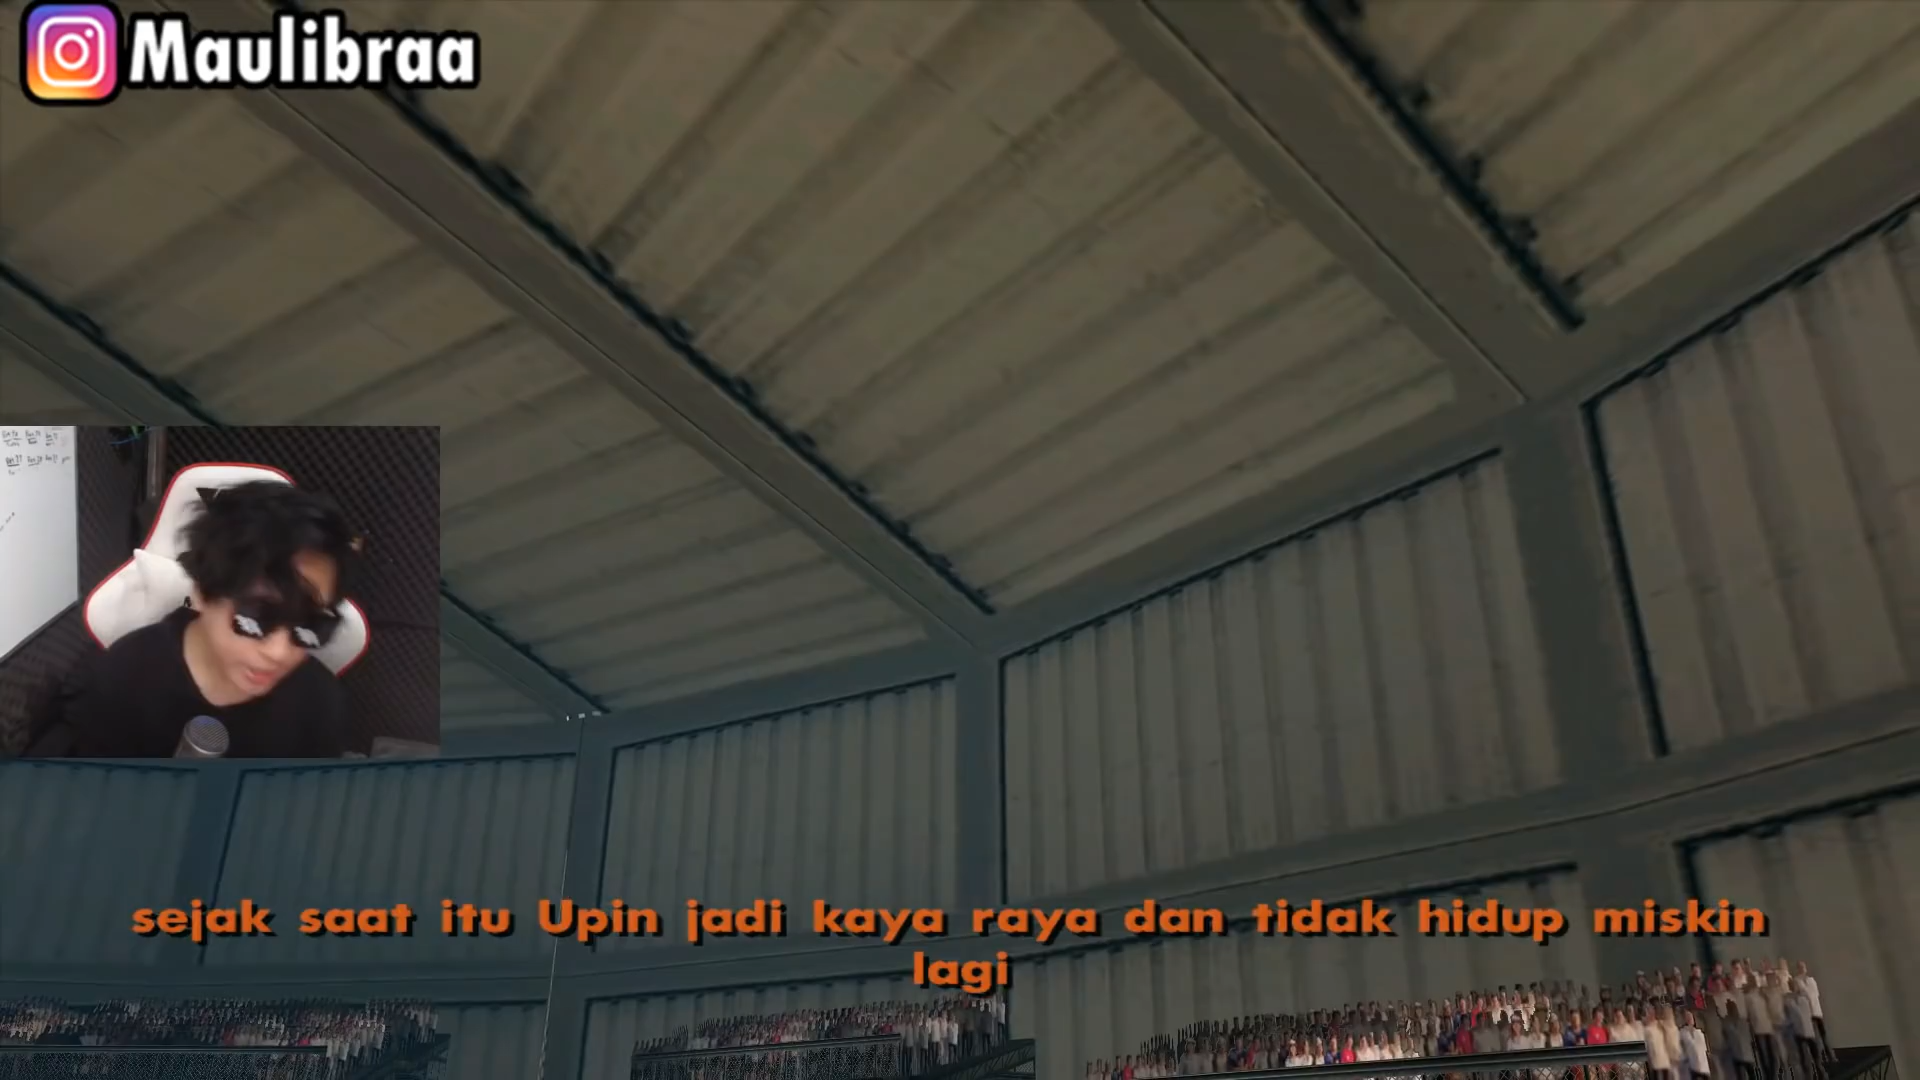 Maulibraa
sejak saat itu Upin jadi kaya raya dan tidak hidup miskin
lagi